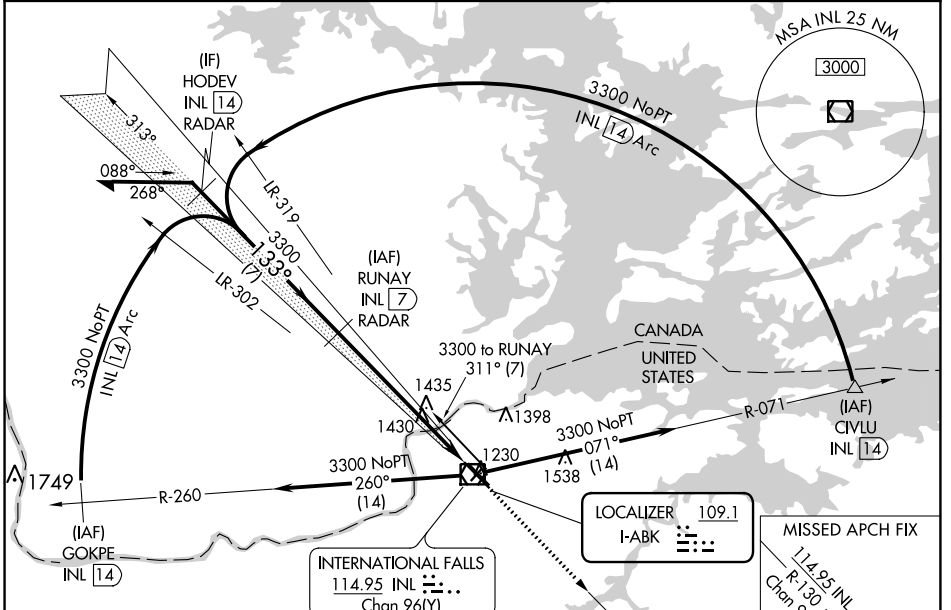 MSA INL 25 NM
3000
(IF)
HODEV
INL 14
RADAR
313°
088°
268°
3300 NoPT
INL 14 Arc
LR-319
3300
133°
(7)
LR-302
(IAF)
RUNAY
INL 7
RADAR
3300 NoPT
INL 14 Arc
3300 to RUNAY
311° (7)
CANADA
UNITED
STATES
1435
1430
1398
R-071
(IAF)
CIVLU
INL 14
3300 NoPT
071°
(14)
1230
1538
1749
R-260
3300 NoPT
260°
(14)
(IAF)
GOKPE
INL 14
LOCALIZER 109.1
I-ABK
INTERNATIONAL FALLS
114.95 INL
Chan 96(Y)
MISSED APCH FIX
114.95 INL
R-130